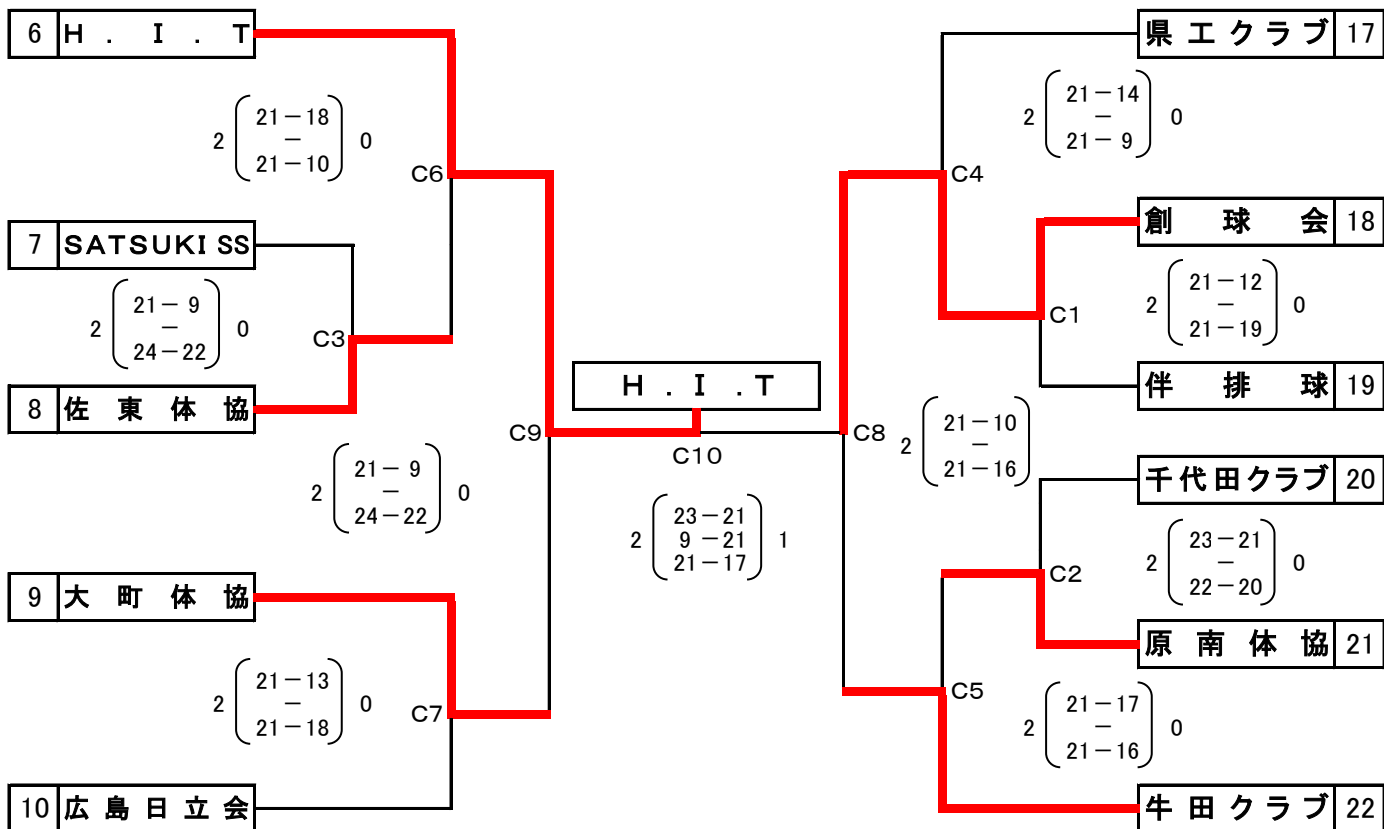 6 H . I . T
2 21-18 0
-
21-10
C6
7 SATSUKI SS
2 21- 9 0
-
24-22
C3
8 佐東体協
C9
2 21- 9 0
-
24-22
9 大町体協
2 21-13 0
-
21-18
C7
10 広島日立会
H . I . T
C10
2 23-21 1
9 -21
21-17
県工クラブ 17
2 21-14 0
-
21-9
C4
創球会 18
2 21-12 0
-
21-19
C1
伴排球 19
C8
2 21-10
-
21-16
千代田クラブ 20
2 23-21 0
-
22-20
C2
原南体協 21
C5
2 21-17 0
-
21-16
牛田クラブ 22